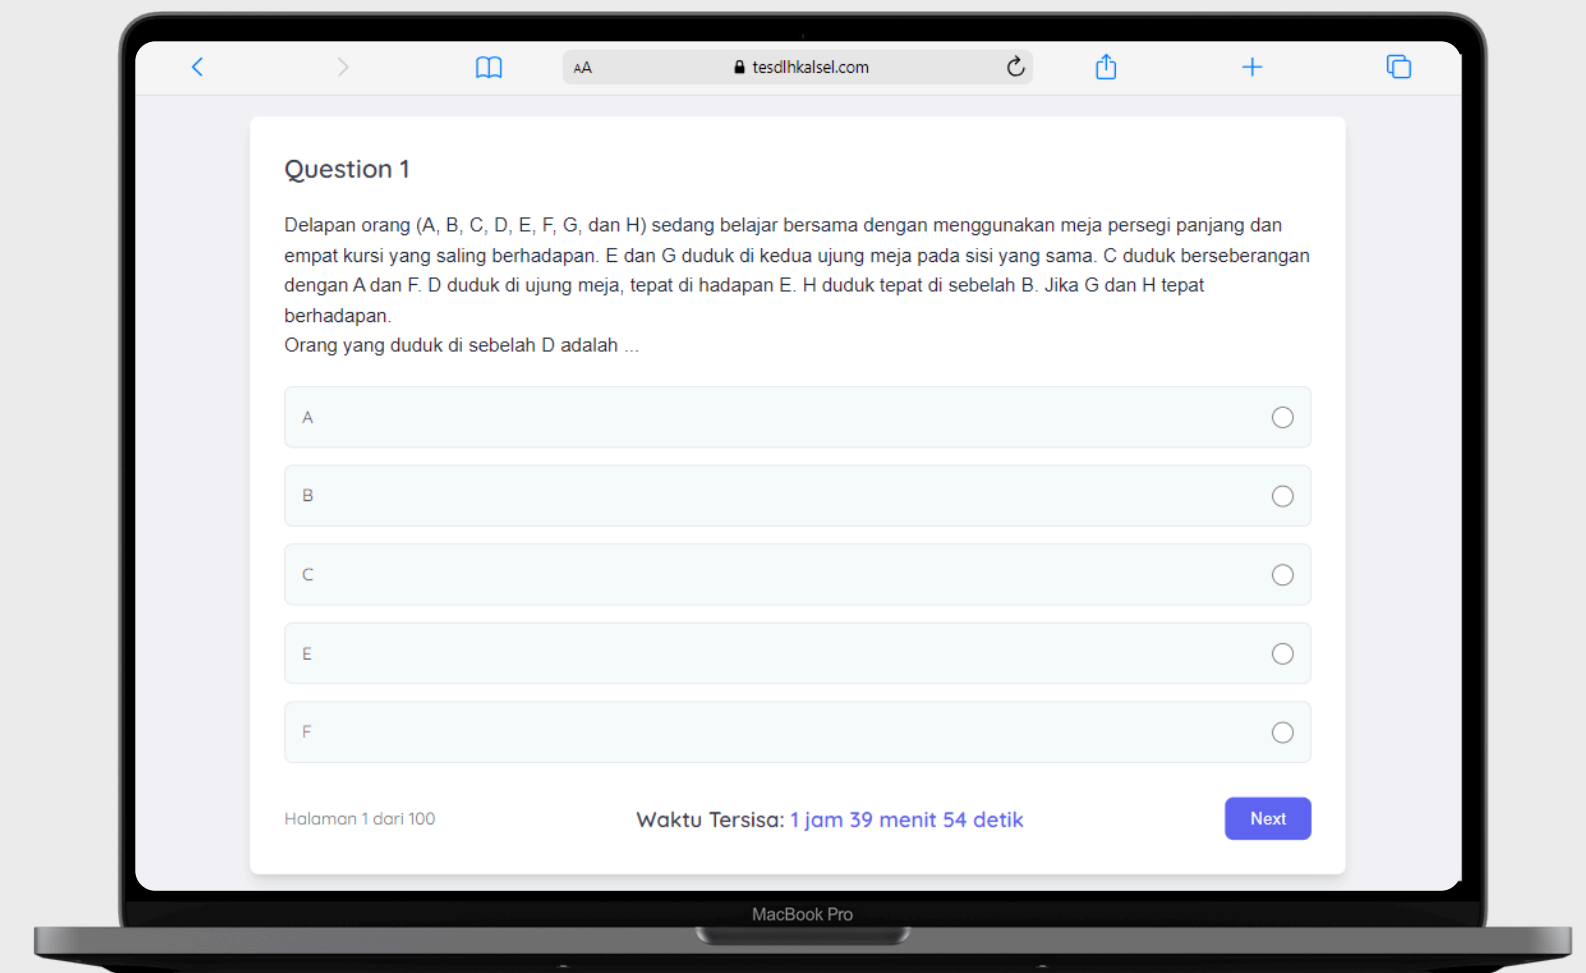 AA
tesdlhkalsel.com
Question 1
Delapan orang (A, B, C, D, E, F, G, dan H) sedang belajar bersama dengan menggunakan meja persegi panjang dan
empat kursi yang saling berhadapan. E dan G duduk di kedua ujung meja pada sisi yang sama. C duduk berseberangan
dengan A dan F. D duduk di ujung meja, tepat di hadapan E. H duduk tepat di sebelah B. Jika G dan H tepat
berhadapan.
Orang yang duduk di sebelah D adalah ...
A
B
C
E
F
Halaman 1 dari 100
Waktu Tersisa: 1 jam 39 menit 54 detik
Next
MacBook Pro